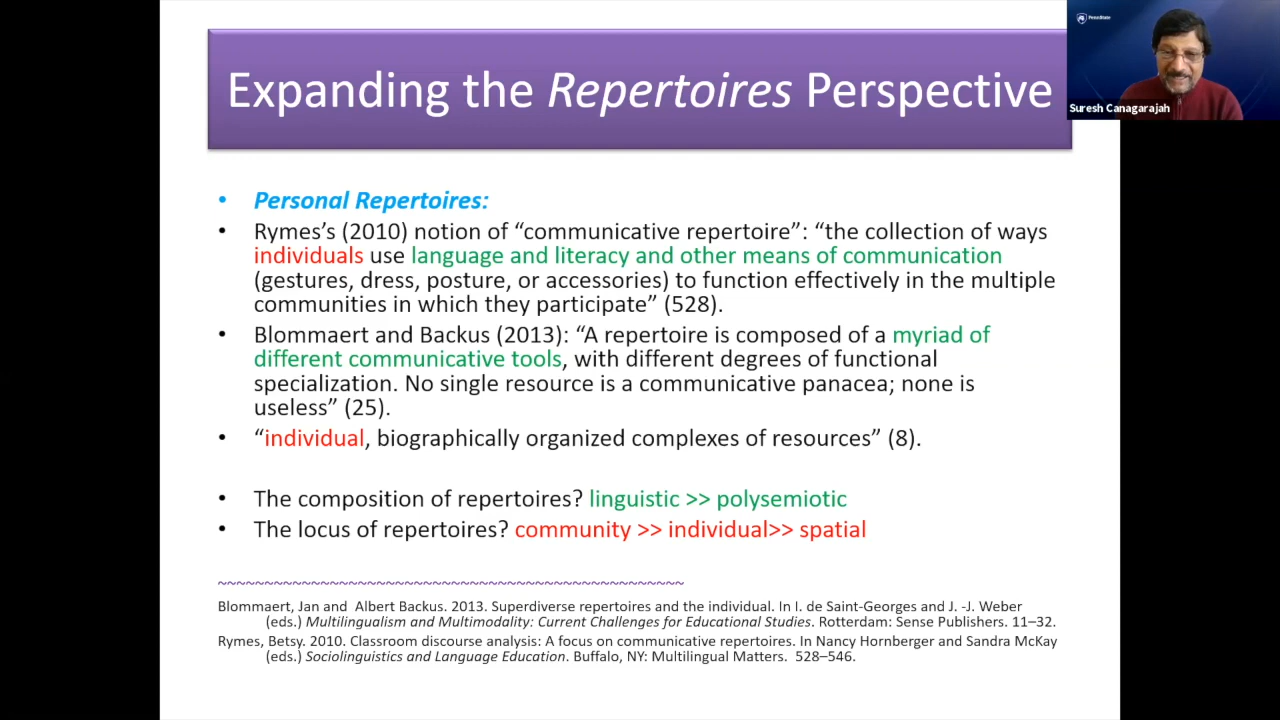 Expanding the Repertoires Perspective
PennState
Suresh Canagarajah
• Personal Repertoires:
• Rymes’s (2010) notion of “communicative repertoire”: “the collection of ways
individuals use language and literacy and other means of communication
(gestures, dress, posture, or accessories) to function effectively in the multiple
communities in which they participate” (528).
• Blommaert and Backus (2013): “A repertoire is composed of a myriad of
different communicative tools, with different degrees of functional
specialization. No single resource is a communicative panacea; none is
useless” (25).
• “individual, biographically organized complexes of resources” (8).
• The composition of repertoires? linguistic >> polysemiotic
• The locus of repertoires? community >> individual>> spatial
~~~~~~~~~~~~~~~~~~~~~~~~~~~~~~~~~~~~~~~~~~~~~~~~~~~
Blommaert, Jan and Albert Backus. 2013. Superdiverse repertoires and the individual. In I. de Saint-Georges and J. -J. Weber
(eds.) Multilingualism and Multimodality: Current Challenges for Educational Studies. Rotterdam: Sense Publishers. 11–32.
Rymes, Betsy. 2010. Classroom discourse analysis: A focus on communicative repertoires. In Nancy Hornberger and Sandra McKay
(eds.) Sociolinguistics and Language Education. Buffalo, NY: Multilingual Matters. 528–546.